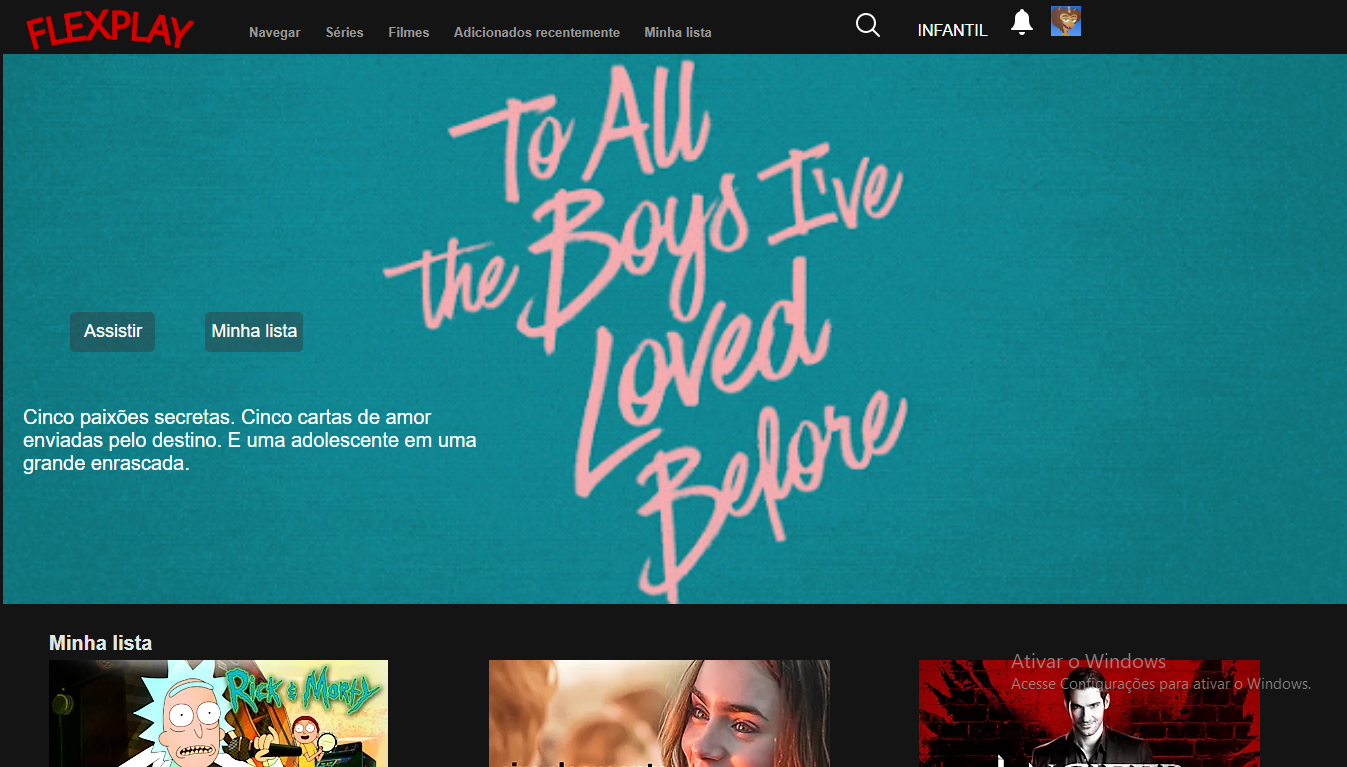 FLEXPLAY
Navegar Séries Filmes Adicionados recentemente Minha lista INFANTIL
To All
the Boys I've
Loved
Before
Assistir Minha lista
Cinco paixões secretas. Cinco cartas de amor
enviadas pelo destino. E uma adolescente em uma
grande enrascada.
Minha lista
Ativar o Windows
Acesse Configurações para ativar o Windows.
RICK & MORTY